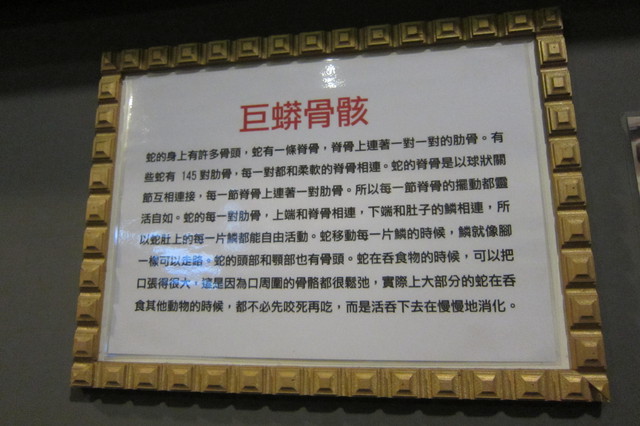 巨蟒骨骸
蛇的身上有許多骨頭，蛇有一條脊骨，脊骨上連著一對一對的肋骨。有
些蛇有 145 對肋骨，每一對都和柔軟的脊骨相連。蛇的脊骨是以球狀關
節互相連接，每一節脊骨上連著一對肋骨。所以每一節脊骨的擺動都靈
活自如。蛇的每一對肋骨，上端和脊骨相連，下端和肚子的鱗相連，所
以蛇肚上的每一片鱗都能自由活動。蛇移動每一片鱗的時候，鱗就像腳
一樣可以走路。蛇的頭部和顎部也有骨頭。蛇在吞食物的時候，可以把
口張得很大，這是因為口周圍的骨骼都很鬆弛，實際上大部分的蛇在吞
食其他動物的時候，都不必先咬死再吃，而是活吞下去在慢慢地消化。